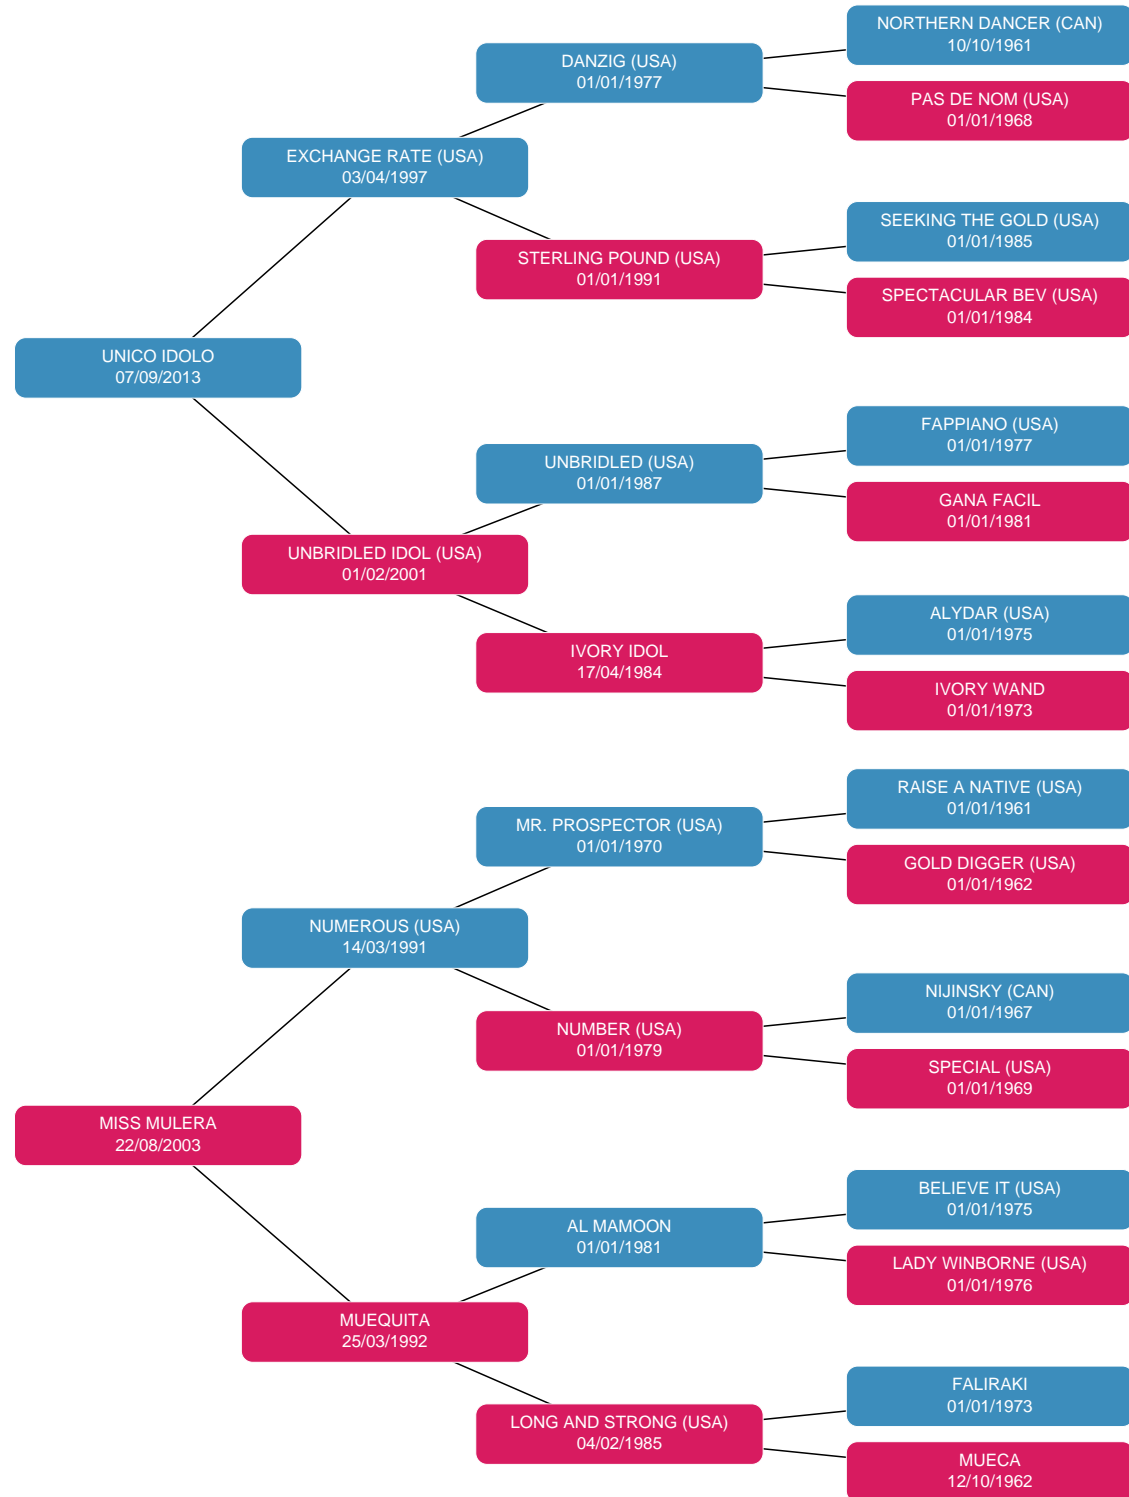 NORTHERN DANCER (CAN)
10/10/1961
DANZIG (USA)
01/01/1977
PAS DE NOM (USA)
01/01/1968
EXCHANGE RATE (USA)
03/04/1997
SEEKING THE GOLD (USA)
01/01/1985
STERLING POUND (USA)
01/01/1991
SPECTACULAR BEV (USA)
01/01/1984
UNICO IDOLO
07/09/2013
FAPPIANO (USA)
01/01/1977
UNBRIDLED (USA)
01/01/1987
GANA FACIL
01/01/1981
UNBRIDLED IDOL (USA)
01/02/2001
ALYDAR (USA)
01/01/1975
IVORY IDOL
17/04/1984
IVORY WAND
01/01/1973
RAISE A NATIVE (USA)
01/01/1961
MR. PROSPECTOR (USA)
01/01/1970
GOLD DIGGER (USA)
01/01/1962
NUMEROUS (USA)
14/03/1991
NIJINSKY (CAN)
01/01/1967
NUMBER (USA)
01/01/1979
SPECIAL (USA)
01/01/1969
MISS MULERA
22/08/2003
BELIEVE IT (USA)
01/01/1975
AL MAMOON
01/01/1981
LADY WINBORNE (USA)
01/01/1976
MUEQUITA
25/03/1992
FALIRAKI
01/01/1973
LONG AND STRONG (USA)
04/02/1985
MUECA
12/10/1962